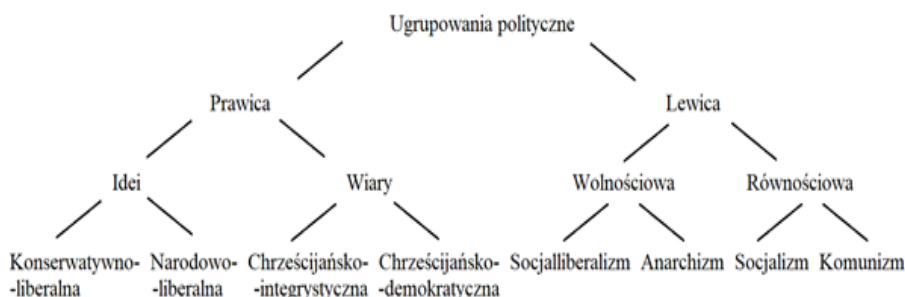 Ugrupowania polityczne
Prawica Lewica
Idei Wiary Wolnościowa Równościowa
Konserwatywno- Narodowo- Chrześcijańsko- Chrześcijańsko- Socjalliberalizm Anarchizm Socjalizm Komunizm
-liberalna -liberalna -integrystyczna -demokratyczna